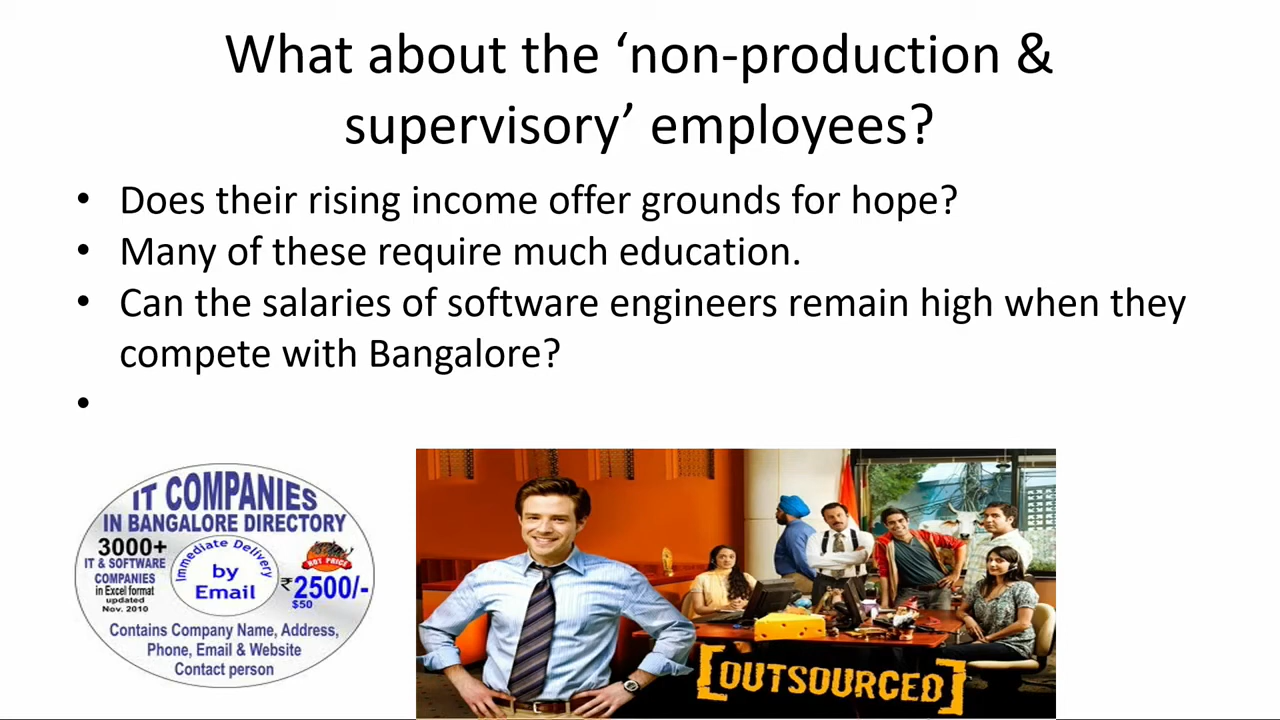 What about the ‘non-production &
supervisory’ employees?
• Does their rising income offer grounds for hope?
• Many of these require much education.
• Can the salaries of software engineers remain high when they
compete with Bangalore?
•
IT COMPANIES
IN BANGALORE DIRECTORY
3000+
IT & SOFTWARE
COMPANIES
in Excel format
updated
Nov. 2010
Immediate Delivery
by
Email
HOT PRICE
₹2500/-
$50
Contains Company Name, Address,
Phone, Email & Website
Contact person
[OUTSOURCED]